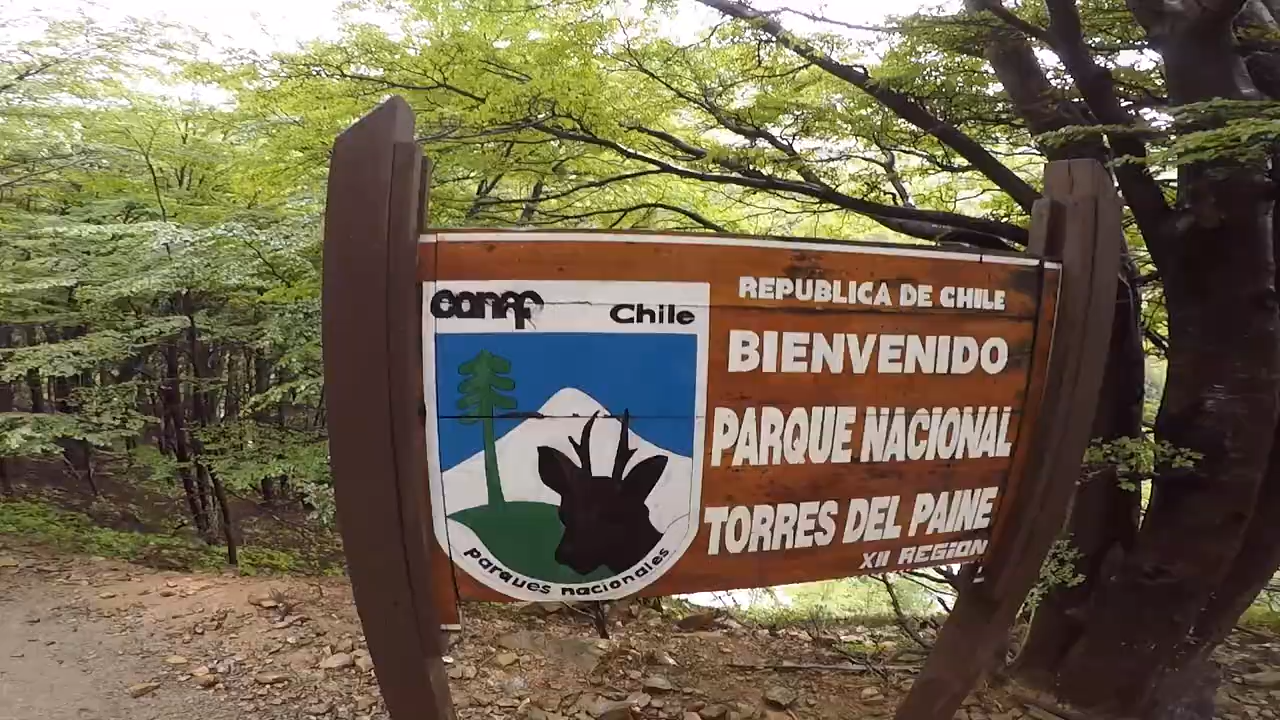 conaf Chile
parques nacionales
REPUBLICA DE CHILE
BIENVENIDO
PARQUE NACIONAL
TORRES DEL PAINE
XII REGION